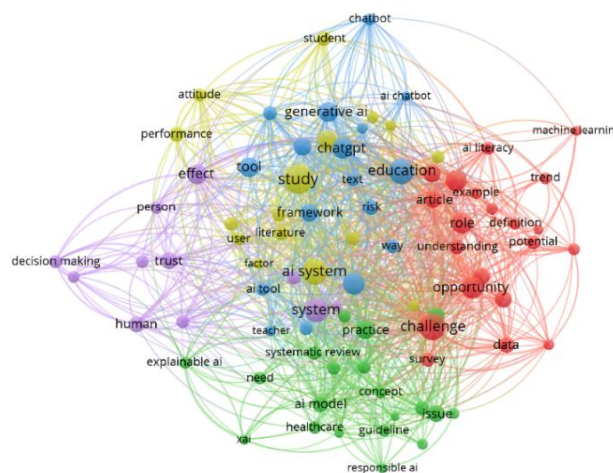 chatbot
student
attitude
ai chatbot
generative ai
machine learning
performance
chatgpt
ai literacy
effect
tool
education
trend
study
text
example
article
person
framework
risk
role
definition
user
literature
way
understanding
potential
decision making
trust
factor
ai system
ai tool
opportunity
system
human
teacher
practice
challenge
explainable ai
systematic review
survey
data
need
concept
ai model
issue
healthcare
guideline
xai
responsible ai